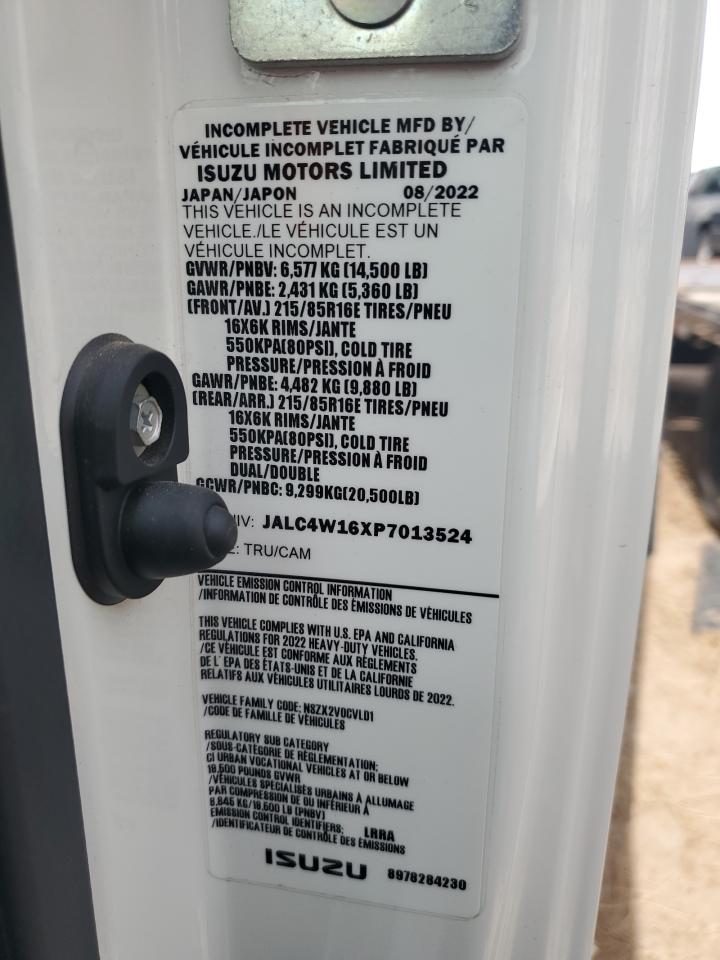 INCOMPLETE VEHICLE MFD BY/
VÉHICULE INCOMPLET FABRIQUÉ PAR
ISUZU MOTORS LIMITED
JAPAN/JAPON 08/2022
THIS VEHICLE IS AN INCOMPLETE
VEHICLE./LE VÉHICULE EST UN
VÉHICULE INCOMPLET.
GVWR/PNBV: 6,577 KG (14,500 LB)
GAWR/PNBE: 2,431 KG (5,360 LB)
(FRONT/AV.) 215/85R16E TIRES/PNEU
16X6K RIMS/JANTE
550KPA(80PSI), COLD TIRE
PRESSURE/PRESSION À FROID
GAWR/PNBE: 4,482 KG (9,880 LB)
(REAR/ARR.) 215/85R16E TIRES/PNEU
16X6K RIMS/JANTE
550KPA(80PSI), COLD TIRE
PRESSURE/PRESSION À FROID
DUAL/DOUBLE
GCWR/PNBC: 9,299KG(20,500LB)
JALC4W16XP7013524
TRU/CAM
VEHICLE EMISSION CONTROL INFORMATION
/INFORMATION DE CONTRÔLE DES ÉMISSIONS DE VÉHICULES
THIS VEHICLE COMPLIES WITH U.S. EPA AND CALIFORNIA
REGULATIONS FOR 2022 HEAVY-DUTY VEHICLES.
/CE VÉHICULE EST CONFORME AUX RÈGLEMENTS
DE L' EPA DES ÉTATS-UNIS ET DE LA CALIFORNIE
RELATIFS AUX VÉHICULES UTILITAIRES LOURDS DE 2022.
VEHICLE FAMILY CODE: NSZX2VOCVLD1
/CODE DE FAMILLE DE VÉHICULES
REGULATORY SUB CATEGORY
/SOUS-CATÉGORIE DE RÉGLEMENTATION:
CI URBAN VOCATIONAL VEHICLES AT OR BELOW
19,500 POUNDS GVWR
/VÉHICULES SPÉCIALISÉS URBAINS À ALLUMAGE
PAR COMPRESSION DE OU INFÉRIEUR À
8,845 KG/19,500 LB (PNBV)
EMISSION CONTROL IDENTIFIERS: LRRA
/IDENTIFICATEUR DE CONTRÔLE DES ÉMISSIONS
ISUZU 8978284230